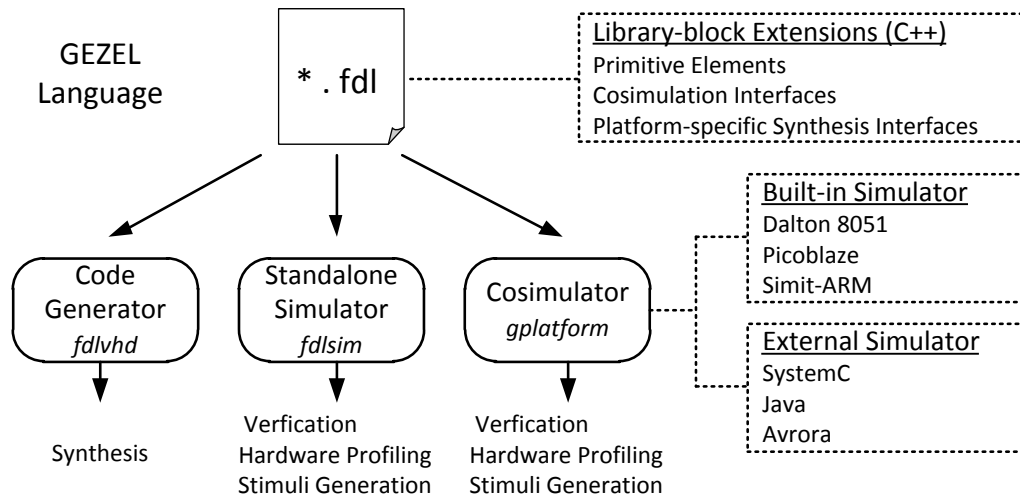 GEZEL
Language
* . fdl
Library-block Extensions (C++)
Primitive Elements
Cosimulation Interfaces
Platform-specific Synthesis Interfaces
Built-in Simulator
Dalton 8051
Picoblaze
Simit-ARM
Code
Generator
fdlvhd
Standalone
Simulator
fdlsim
Cosimulator
gplatform
External Simulator
SystemC
Java
Avrora
Synthesis
Verfication
Hardware Profiling
Stimuli Generation
Verfication
Hardware Profiling
Stimuli Generation